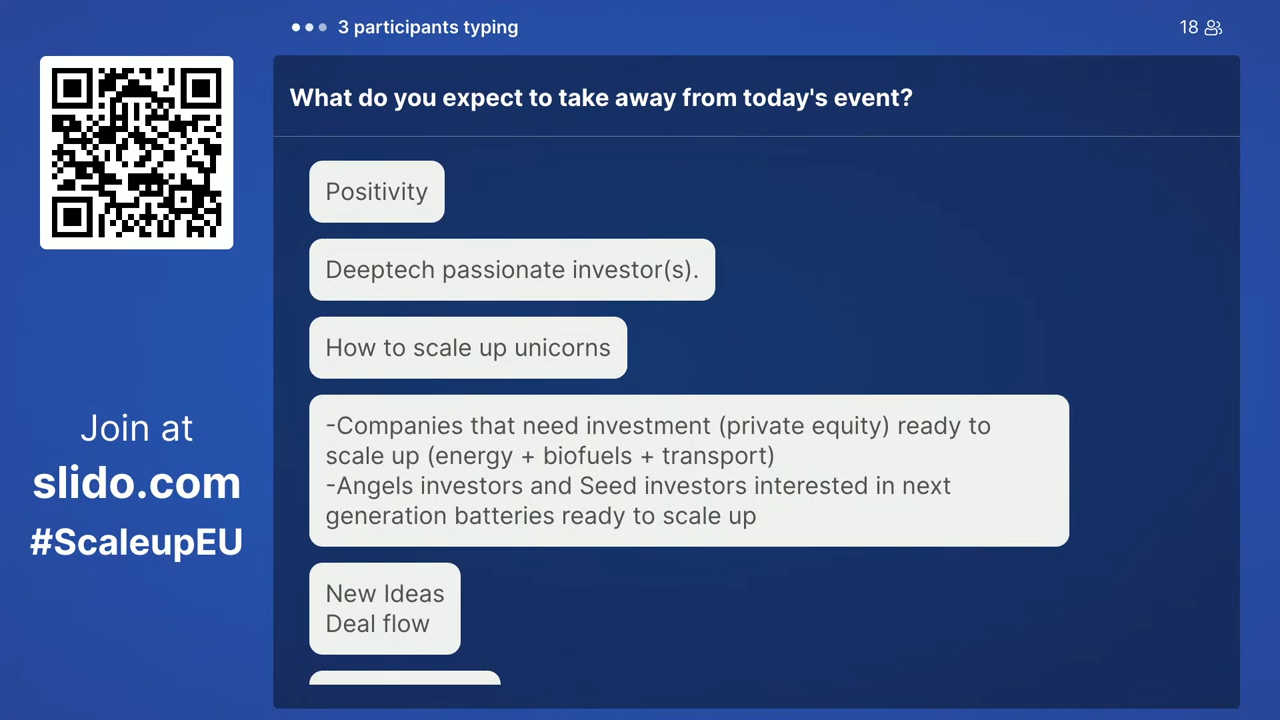 3 participants typing
18
What do you expect to take away from today's event?
Positivity
Deeptech passionate investor(s).
How to scale up unicorns
-Companies that need investment (private equity) ready to
scale up (energy + biofuels + transport)
-Angels investors and Seed investors interested in next
generation batteries ready to scale up
New Ideas
Deal flow
Join at
slido.com
#ScaleupEU